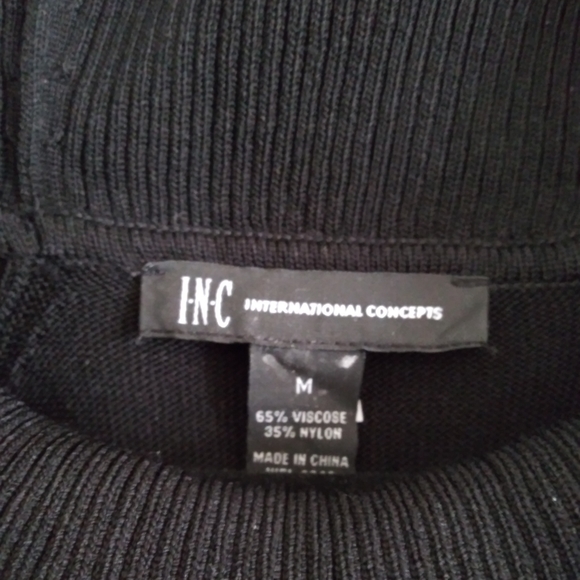 I·N·C INTERNATIONAL CONCEPTS
M
65% VISCOSE
35% NYLON
MADE IN CHINA